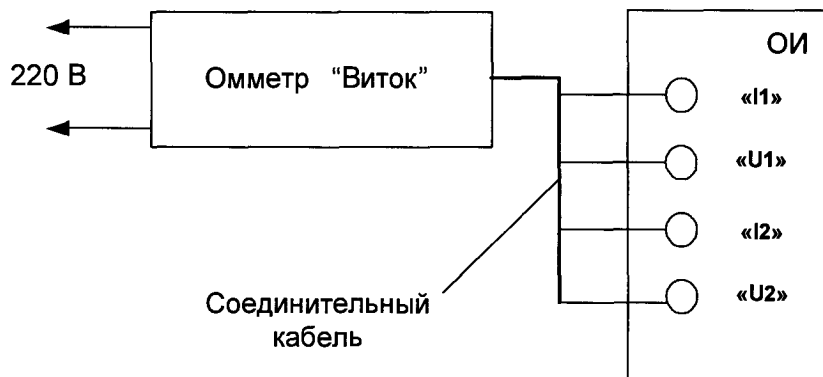 220 В
Омметр “Виток”
ОИ
«I1»
«U1»
«I2»
«U2»
Соединительный
кабель